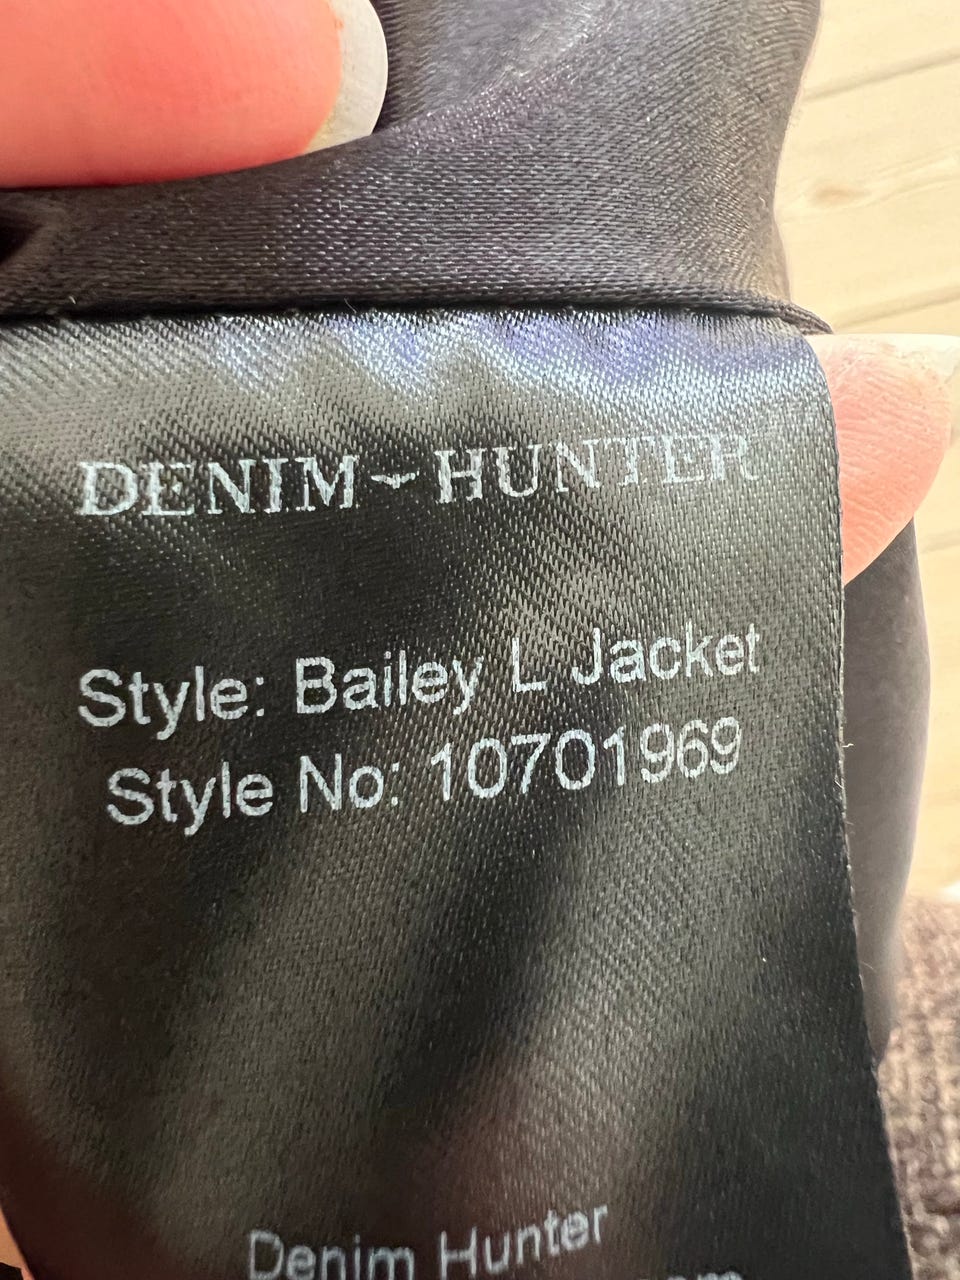 DENIM HUNTER
Style: Bailey L Jacket
Style No: 10701969
Denim Hunter